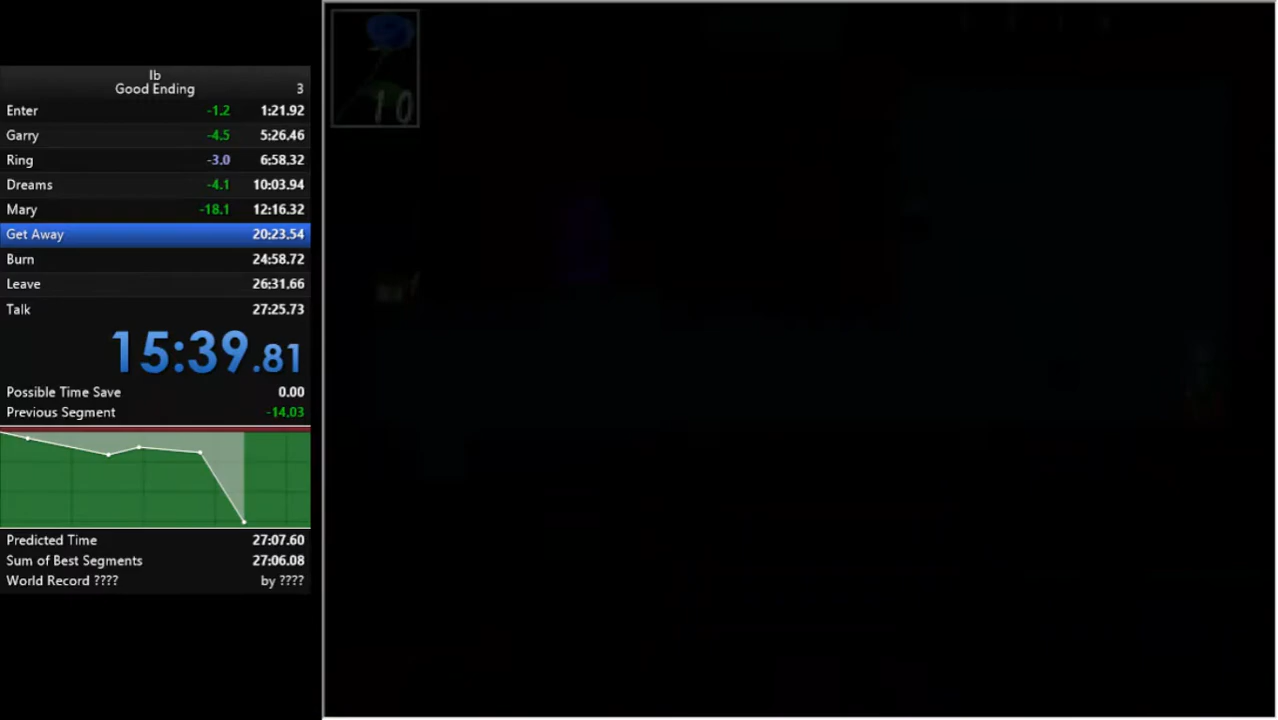 Ib
Good Ending 3
Enter -1.2 1:21.92
Garry -4.5 5:26.46
Ring -3.0 6:58.32
Dreams -4.1 10:03.94
Mary -18.1 12:16.32
Get Away 20:23.54
Burn 24:58.72
Leave 26:31.66
Talk 27:25.73
15:39.81
Possible Time Save 0.00
Previous Segment -14.03
Predicted Time 27:07.60
Sum of Best Segments 27:06.08
World Record ???? by ????
10